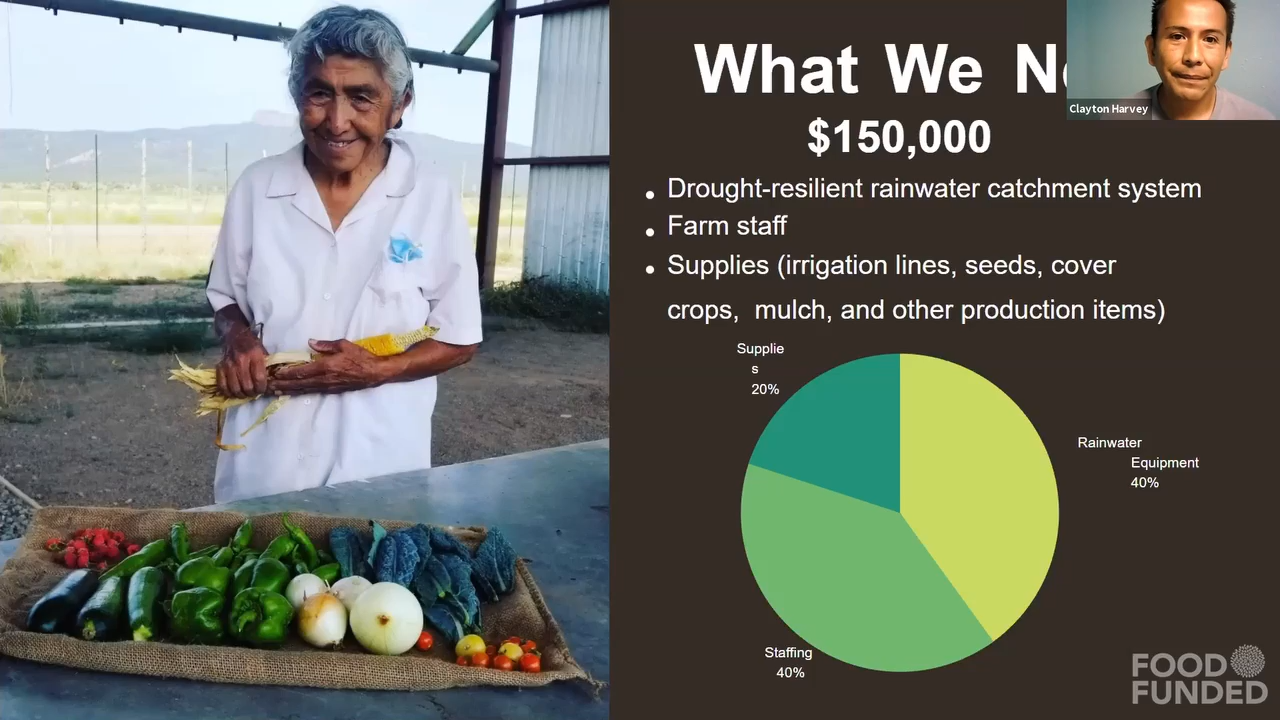 What We Ne
Clayton Harvey
$150,000
• Drought-resilient rainwater catchment system
• Farm staff
• Supplies (irrigation lines, seeds, cover
crops, mulch, and other production items)
Supplie
s
20%
Rainwater
Equipment
40%
Staffing
40%
FOOD
FUNDED